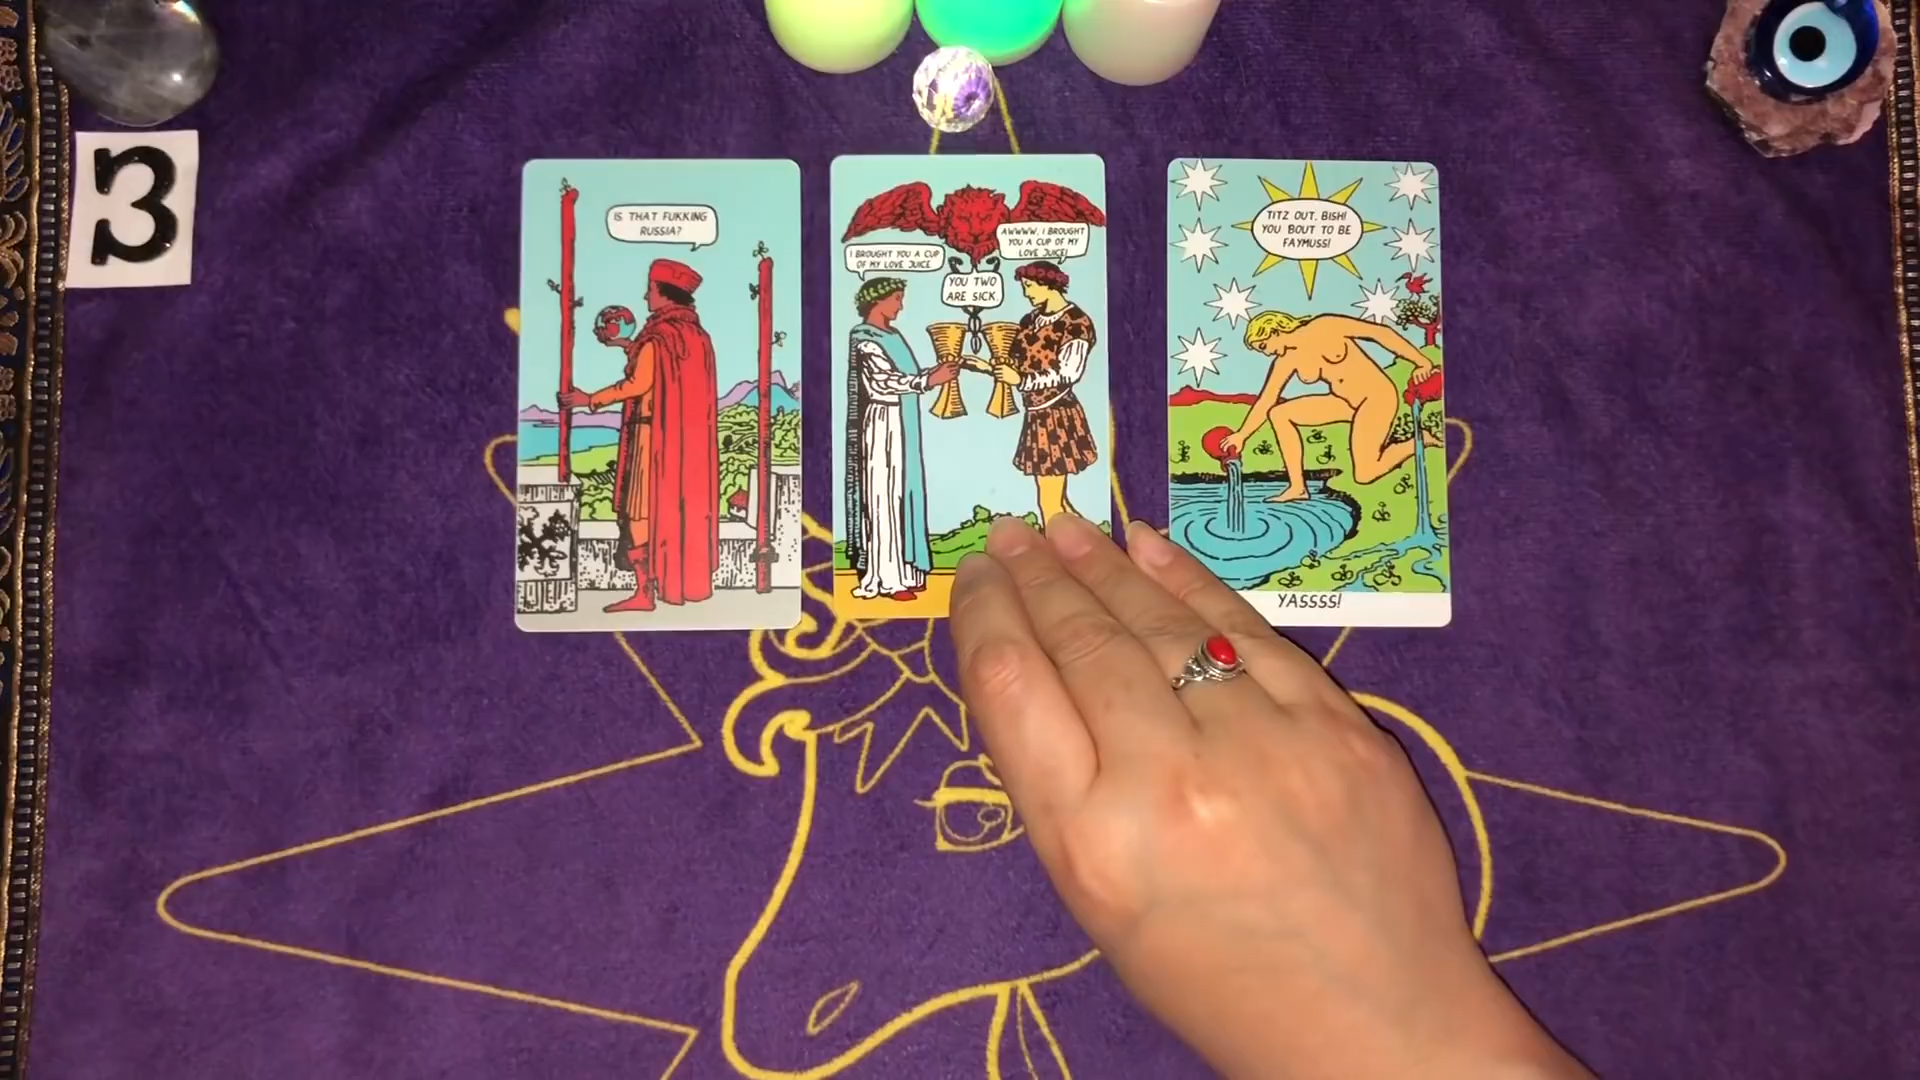 3
IS THAT FUKKING
RUSSIA?
I BROUGHT YOU A CUP
OF MY LOVE JUICE.
AWWWW, I BROUGHT
YOU A CUP OF MY
LOVE JUICE!
YOU TWO
ARE SICK.
TITZ OUT, BISH!
YOU BOUT TO BE
FAYMUSS!
YASSSS!